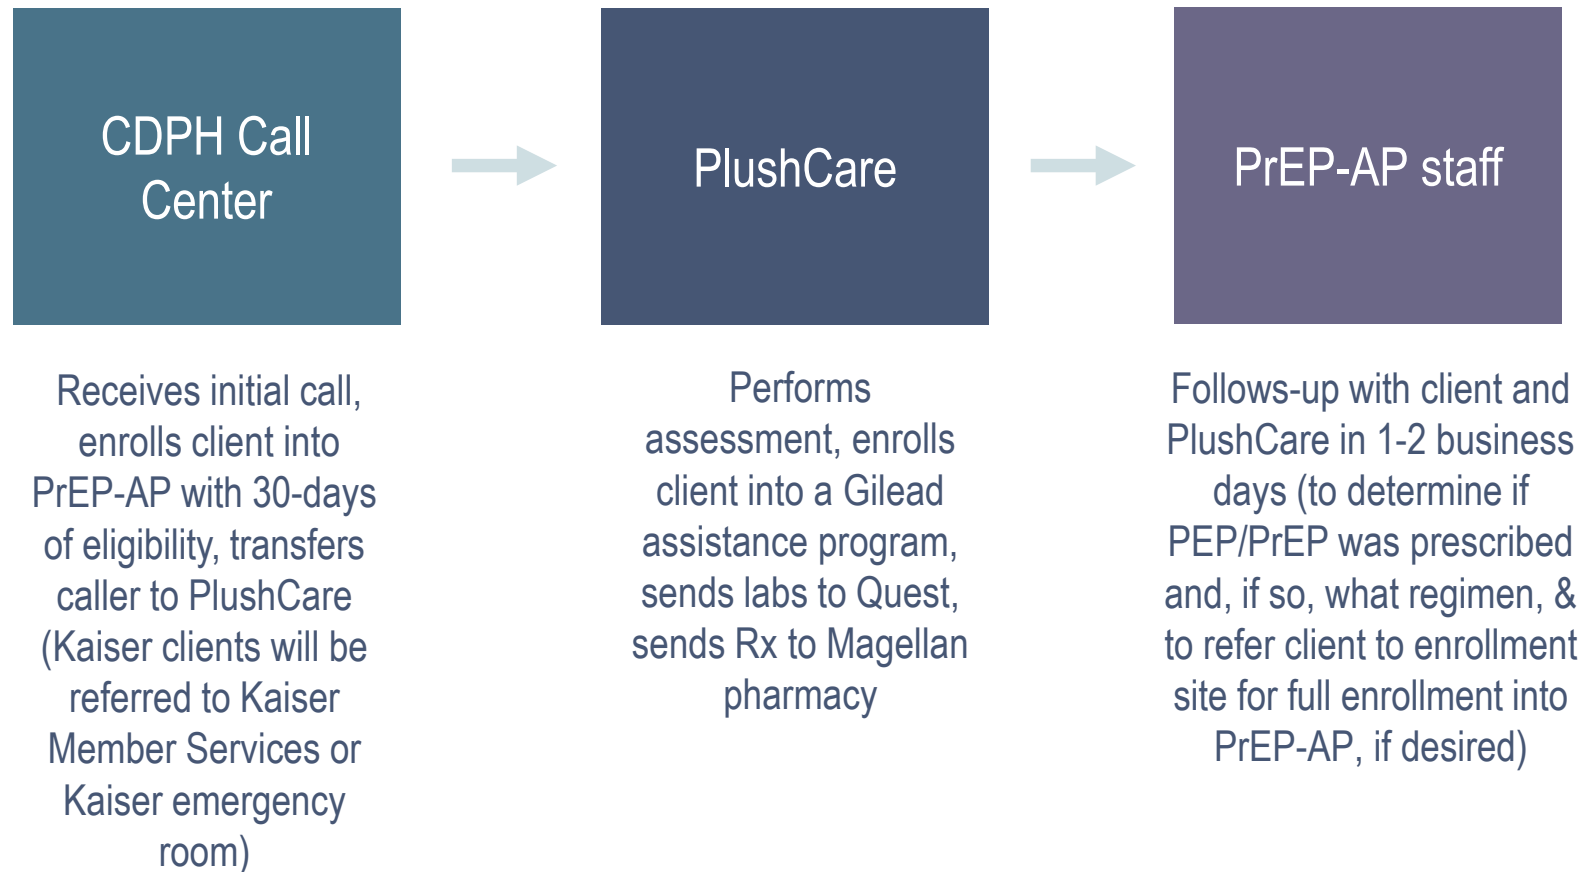 CDPH Call
Center
PlushCare
PrEP-AP staff
Receives initial call,
enrolls client into
PrEP-AP with 30-days
of eligibility, transfers
caller to PlushCare
(Kaiser clients will be
referred to Kaiser
Member Services or
Kaiser emergency
room)
Performs
assessment, enrolls
client into a Gilead
assistance program,
sends labs to Quest,
sends Rx to Magellan
pharmacy
Follows-up with client and
PlushCare in 1-2 business
days (to determine if
PEP/PrEP was prescribed
and, if so, what regimen, &
to refer client to enrollment
site for full enrollment into
PrEP-AP, if desired)